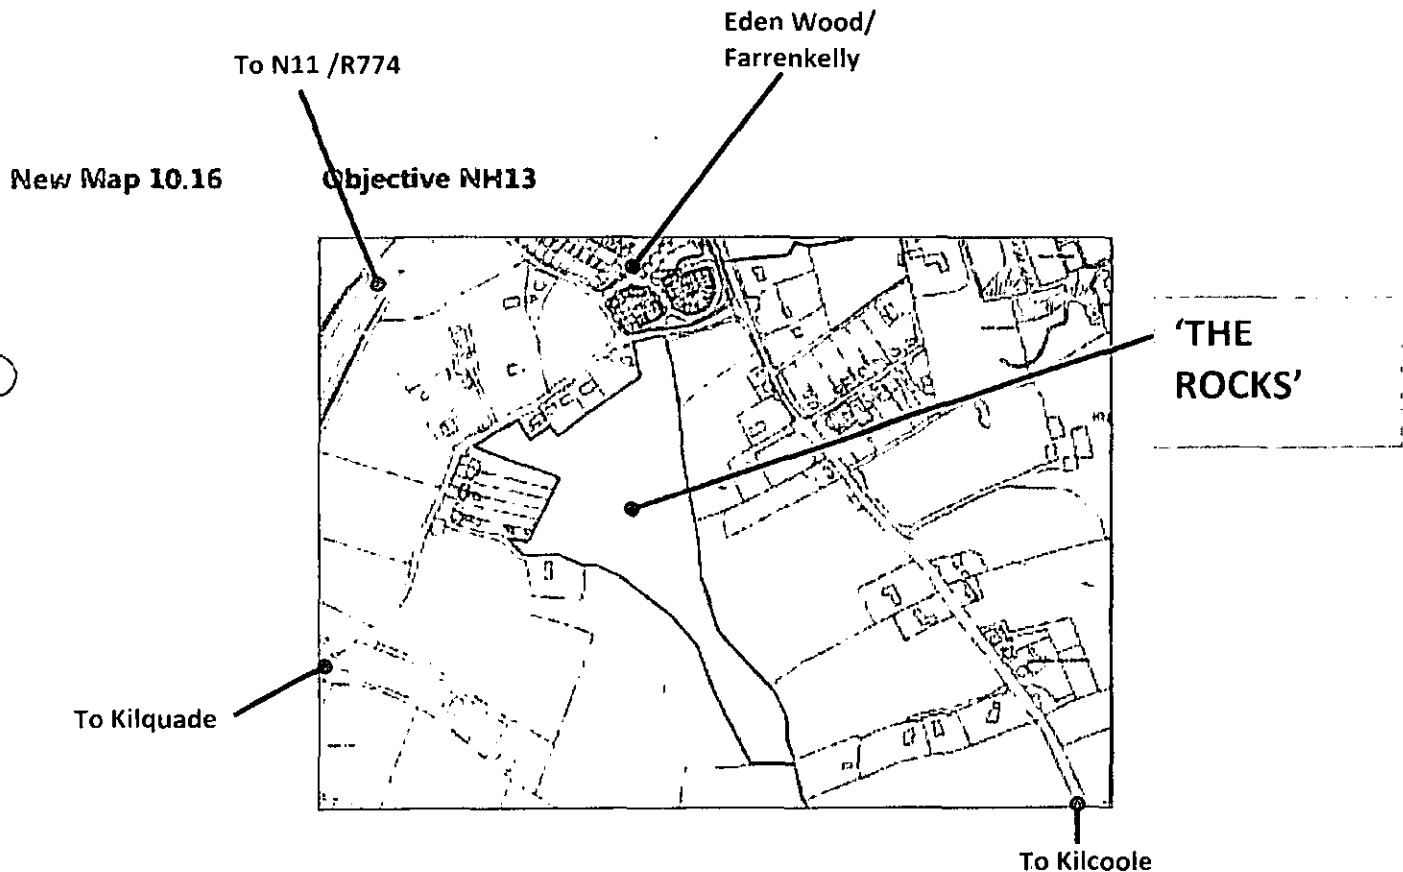 Eden Wood/
Farrenkelly
To N11 /R774
New Map 10.16 Objective NH13
'THE
ROCKS'
To Kilquade
To Kilcoole